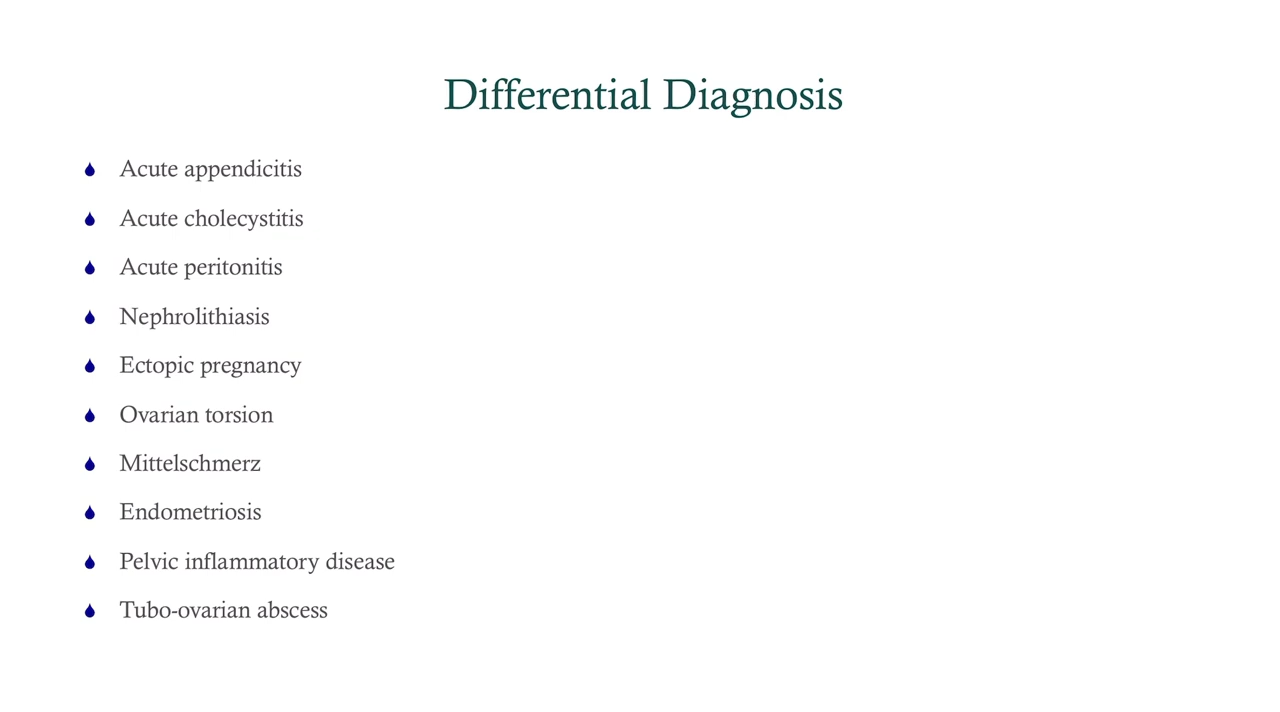 Differential Diagnosis
Acute appendicitis
Acute cholecystitis
Acute peritonitis
Nephrolithiasis
Ectopic pregnancy
Ovarian torsion
Mittelschmerz
Endometriosis
Pelvic inflammatory disease
Tubo-ovarian abscess